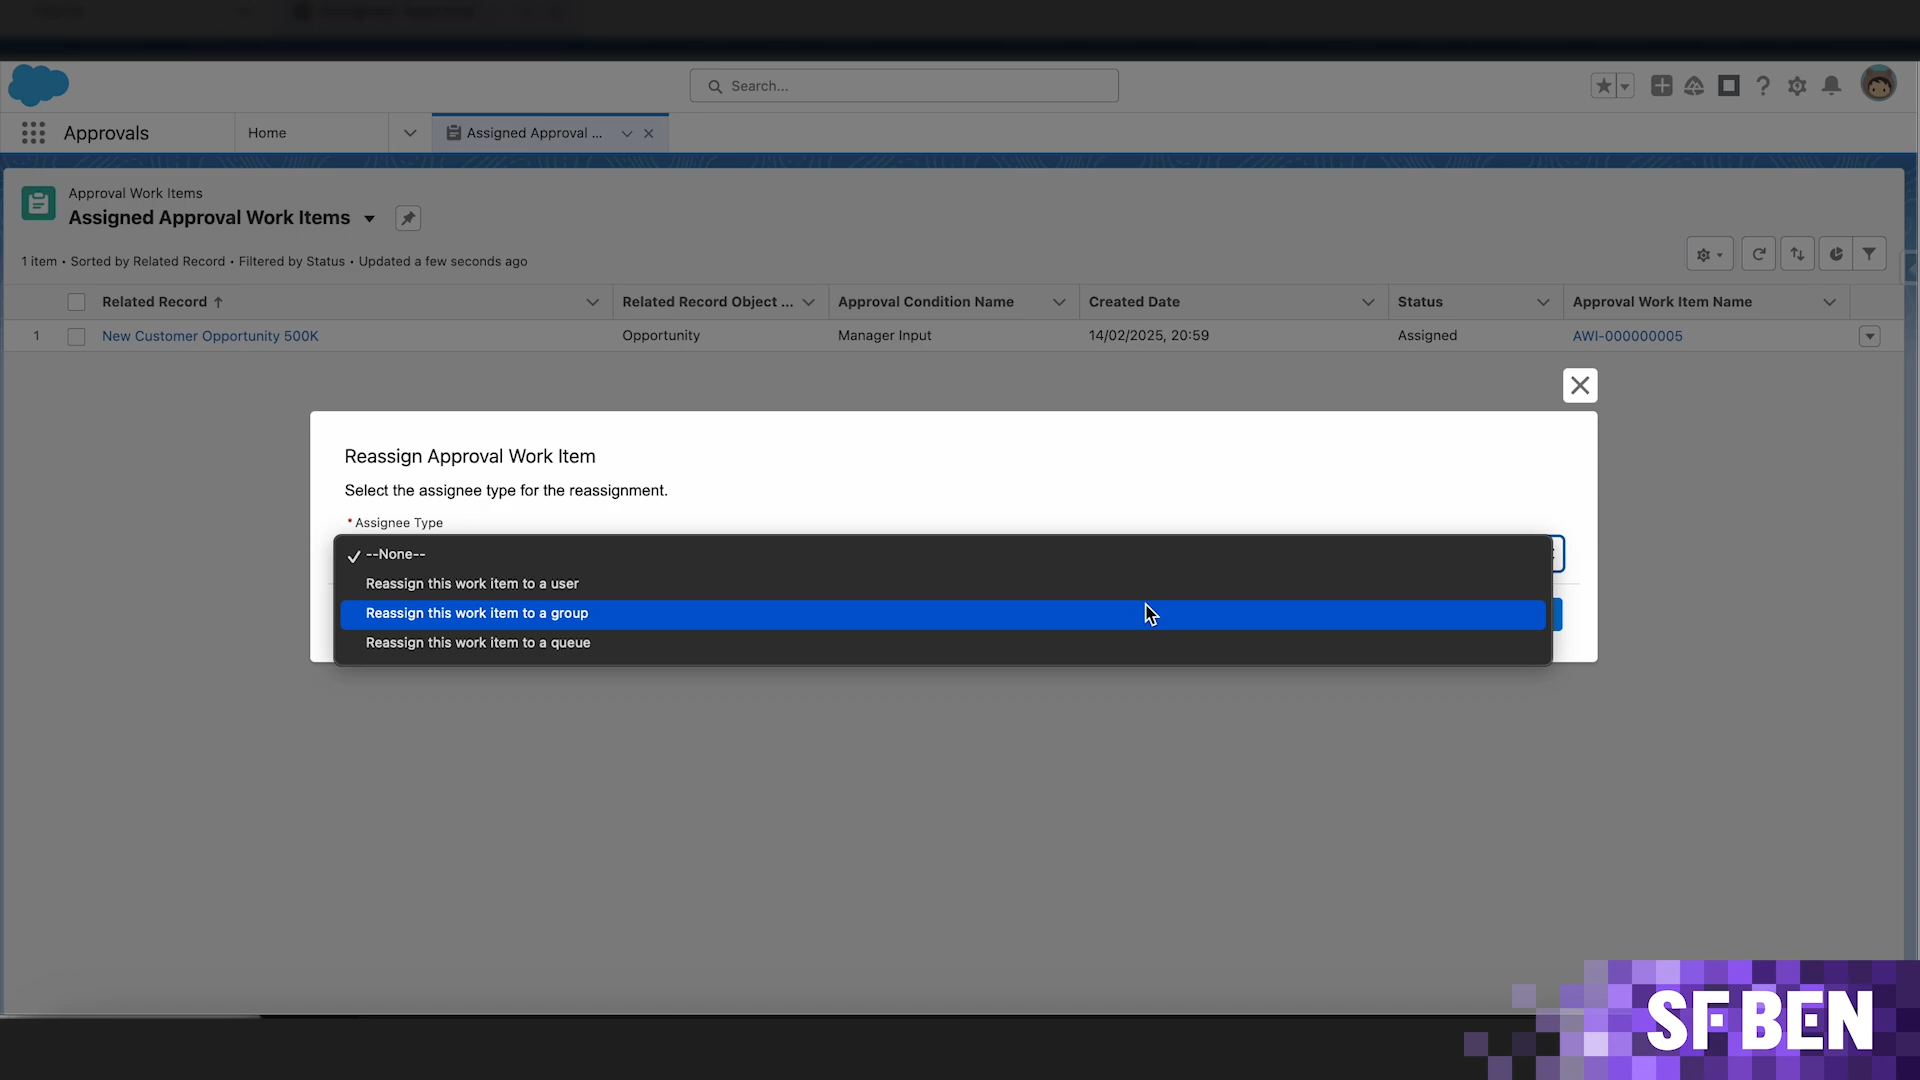 Search...
Approvals
Home
Assigned Approval ...
Approval Work Items
Assigned Approval Work Items
1 item • Sorted by Related Record • Filtered by Status • Updated a few seconds ago
Related Record
Related Record Object ...
Approval Condition Name
Created Date
Status
Approval Work Item Name
1
New Customer Opportunity 500K
Opportunity
Manager Input
14/02/2025, 20:59
Assigned
AWI-000000005
Reassign Approval Work Item
Select the assignee type for the reassignment.
* Assignee Type
--None--
Reassign this work item to a user
Reassign this work item to a group
Reassign this work item to a queue
SF BEN